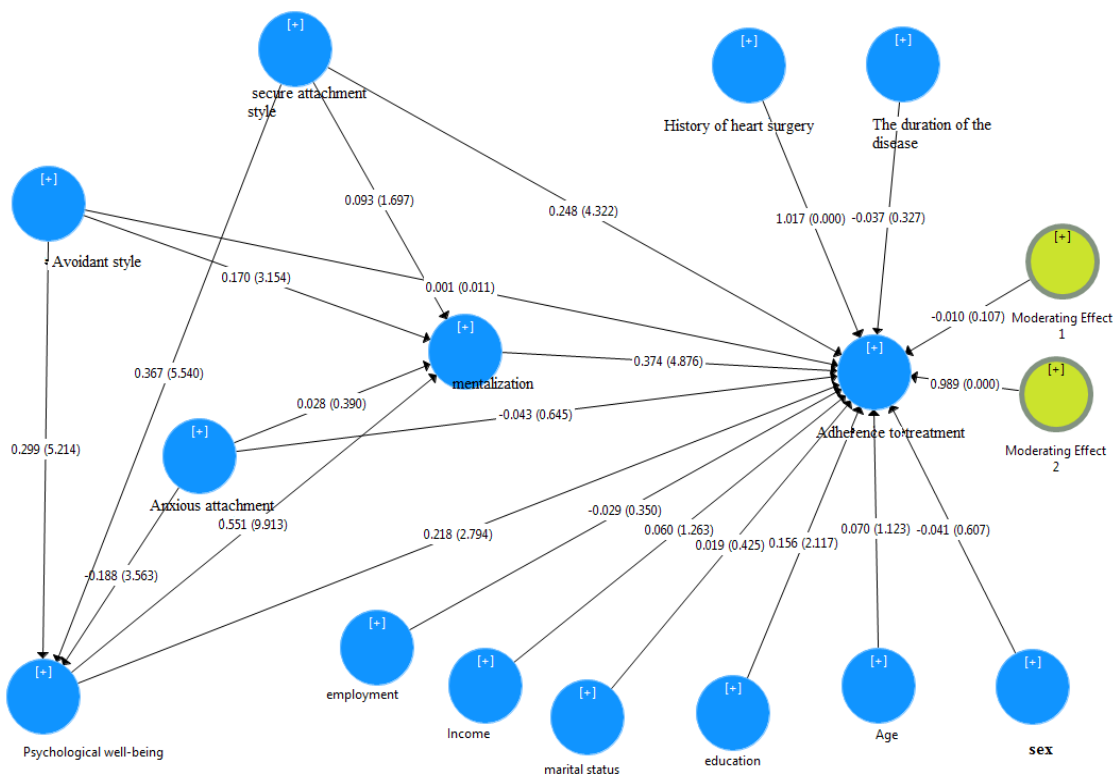 [+]
[+]
[+]
secure attachment
style
History of heart surgery
The duration of the
disease
[+]
0.093 (1.697)
0.248 (4.322)
1.017 (0.000)
-0.037 (0.327)
[+]
Avoidant style
0.170 (3.154)
0.001 (0.011)
-0.010 (0.107)
Moderating Effect
1
[+]
mentalization
0.374 (4.876)
[+]
0.989 (0.000)
[+]
0.367 (5.540)
0.028 (0.390)
-0.043 (0.645)
Adherence to treatment
Moderating Effect
2
[+]
0.299 (5.214)
Anxious attachment
0.551 (9.913)
0.218 (2.794)
-0.029 (0.350)
0.060 (1.263)
0.019 (0.425)
0.156 (2.117)
0.070 (1.123)
-0.041 (0.607)
-0.188 (3.563)
[+]
Psychological well-being
[+]
employment
[+]
Income
[+]
marital status
[+]
education
[+]
Age
[+]
sex